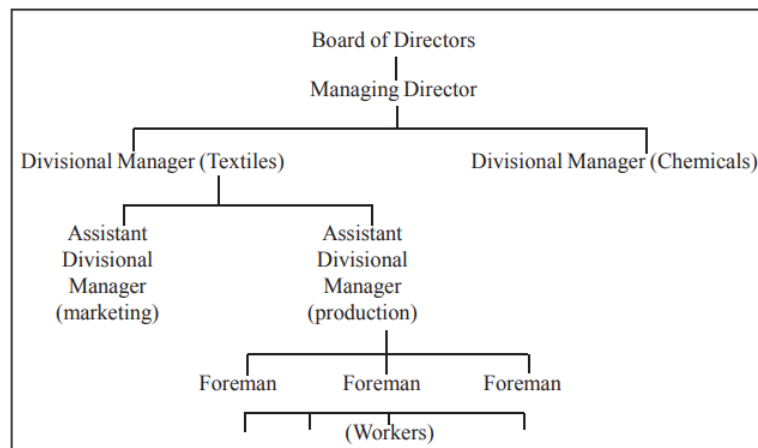 Board of Directors
Managing Director
Divisional Manager (Textiles)
Divisional Manager (Chemicals)
Assistant
Divisional
Manager
(marketing)
Assistant
Divisional
Manager
(production)
Foreman
Foreman
Foreman
(Workers)